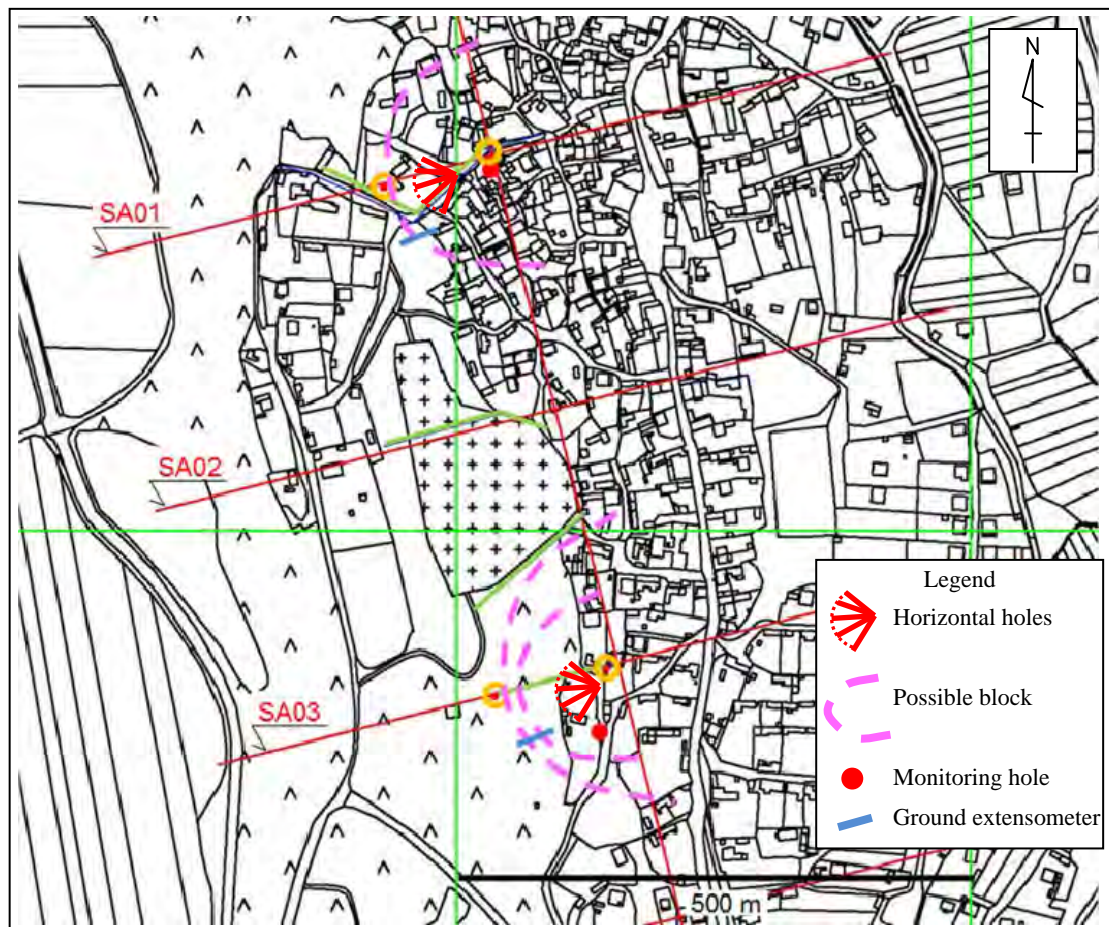 N
SA01
SA02
SA03
Legend
Horizontal holes
Possible block
Monitoring hole
Ground extensometer
500 m